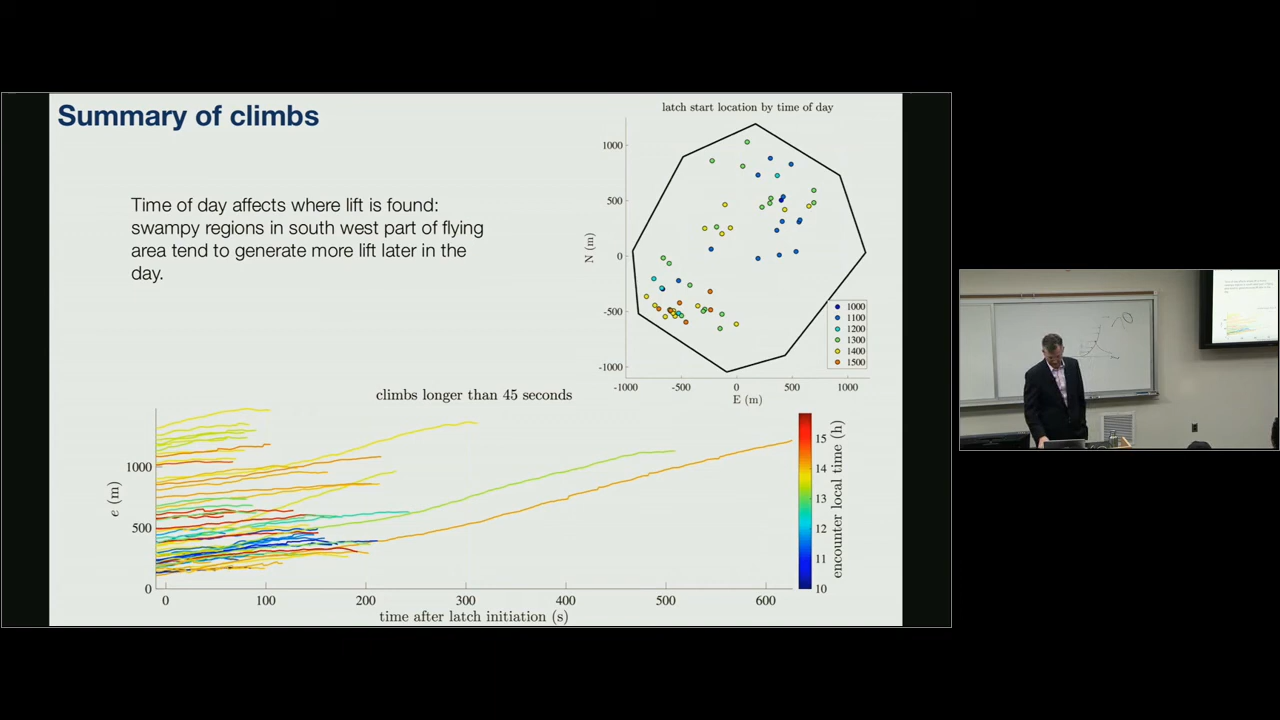 Summary of climbs
Time of day affects where lift is found:
swampy regions in south west part of flying
area tend to generate more lift later in the
day.
latch start location by time of day
N (m)
1000
500
0
-500
-1000
-1000
-500
0
500
1000
E (m)
1000
1100
1200
1300
1400
1500
climbs longer than 45 seconds
e (m)
1000
500
0
0
100
200
300
400
500
600
time after latch initiation (s)
15
14
13
12
11
10
encounter local time (h)